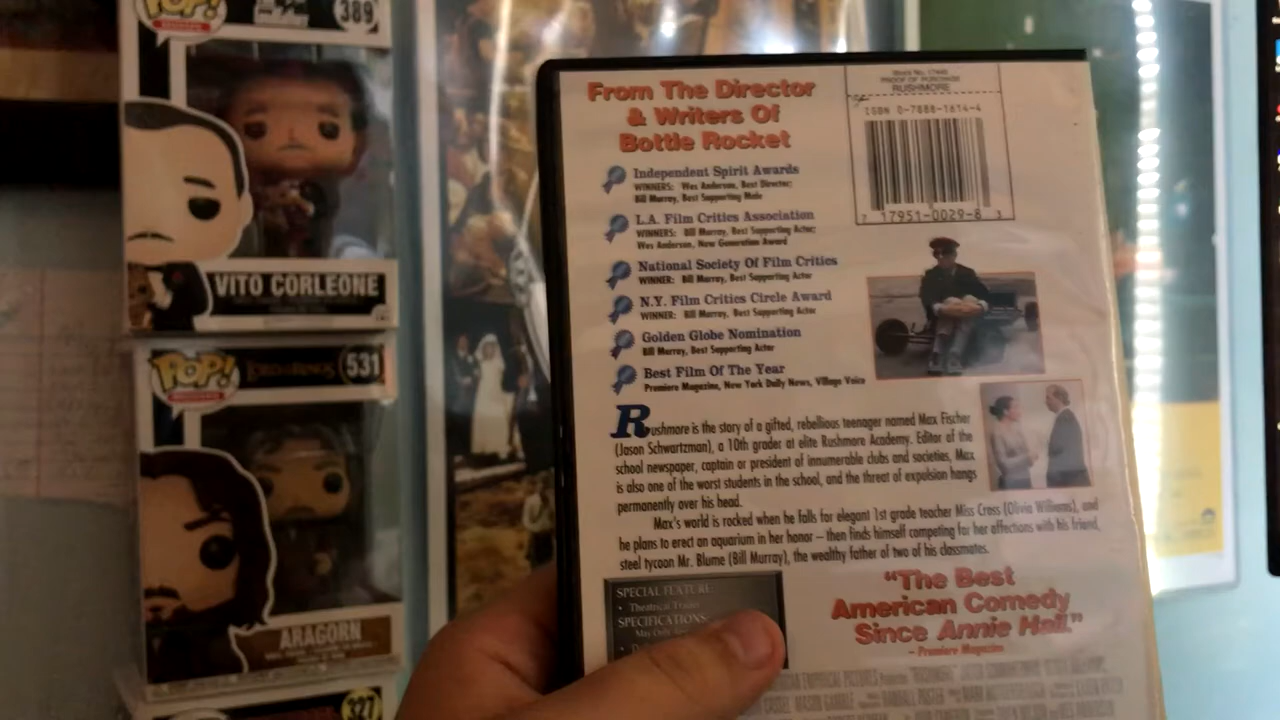 POP!
389
VITO CORLEONE
POP!
LORD OF THE RINGS
531
ARAGORN
327
From The Director
& Writers Of
Bottle Rocket
Independent Spirit Awards
WINNERS: Wes Anderson, Best Director;
Bill Murray, Best Supporting Male
L.A. Film Critics Association
WINNERS: Bill Murray, Best Supporting Actor;
Wes Anderson, New Generation Award
National Society Of Film Critics
WINNER: Bill Murray, Best Supporting Actor
N.Y. Film Critics Circle Award
WINNER: Bill Murray, Best Supporting Actor
Golden Globe Nomination
Bill Murray, Best Supporting Actor
Best Film Of The Year
Premiere Magazine, New York Daily News, Village Voice
PROOF OF PURCHASE
RUSHMORE
ISBN 0-7888-1614-4
7 17951-0029-8 3
Rushmore is the story of a gifted, rebellious teenager named Max Fischer
(Jason Schwartzman), a 10th grader at elite Rushmore Academy. Editor of the
school newspaper, captain or president of innumerable clubs and societies, Max
is also one of the worst students in the school, and the threat of expulsion hangs
permanently over his head.
Max's world is rocked when he falls for elegant 1st grade teacher Miss Cross (Olivia Williams), and
he plans to erect an aquarium in her honor – then finds himself competing for her affections with his friend,
steel tycoon Mr. Blume (Bill Murray), the wealthy father of two of his classmates.
SPECIAL FEATURE:
• Theatrical Trailer
SPECIFICATIONS
May Only
"The Best
American Comedy
Since Annie Hall."
– Premiere Magazine